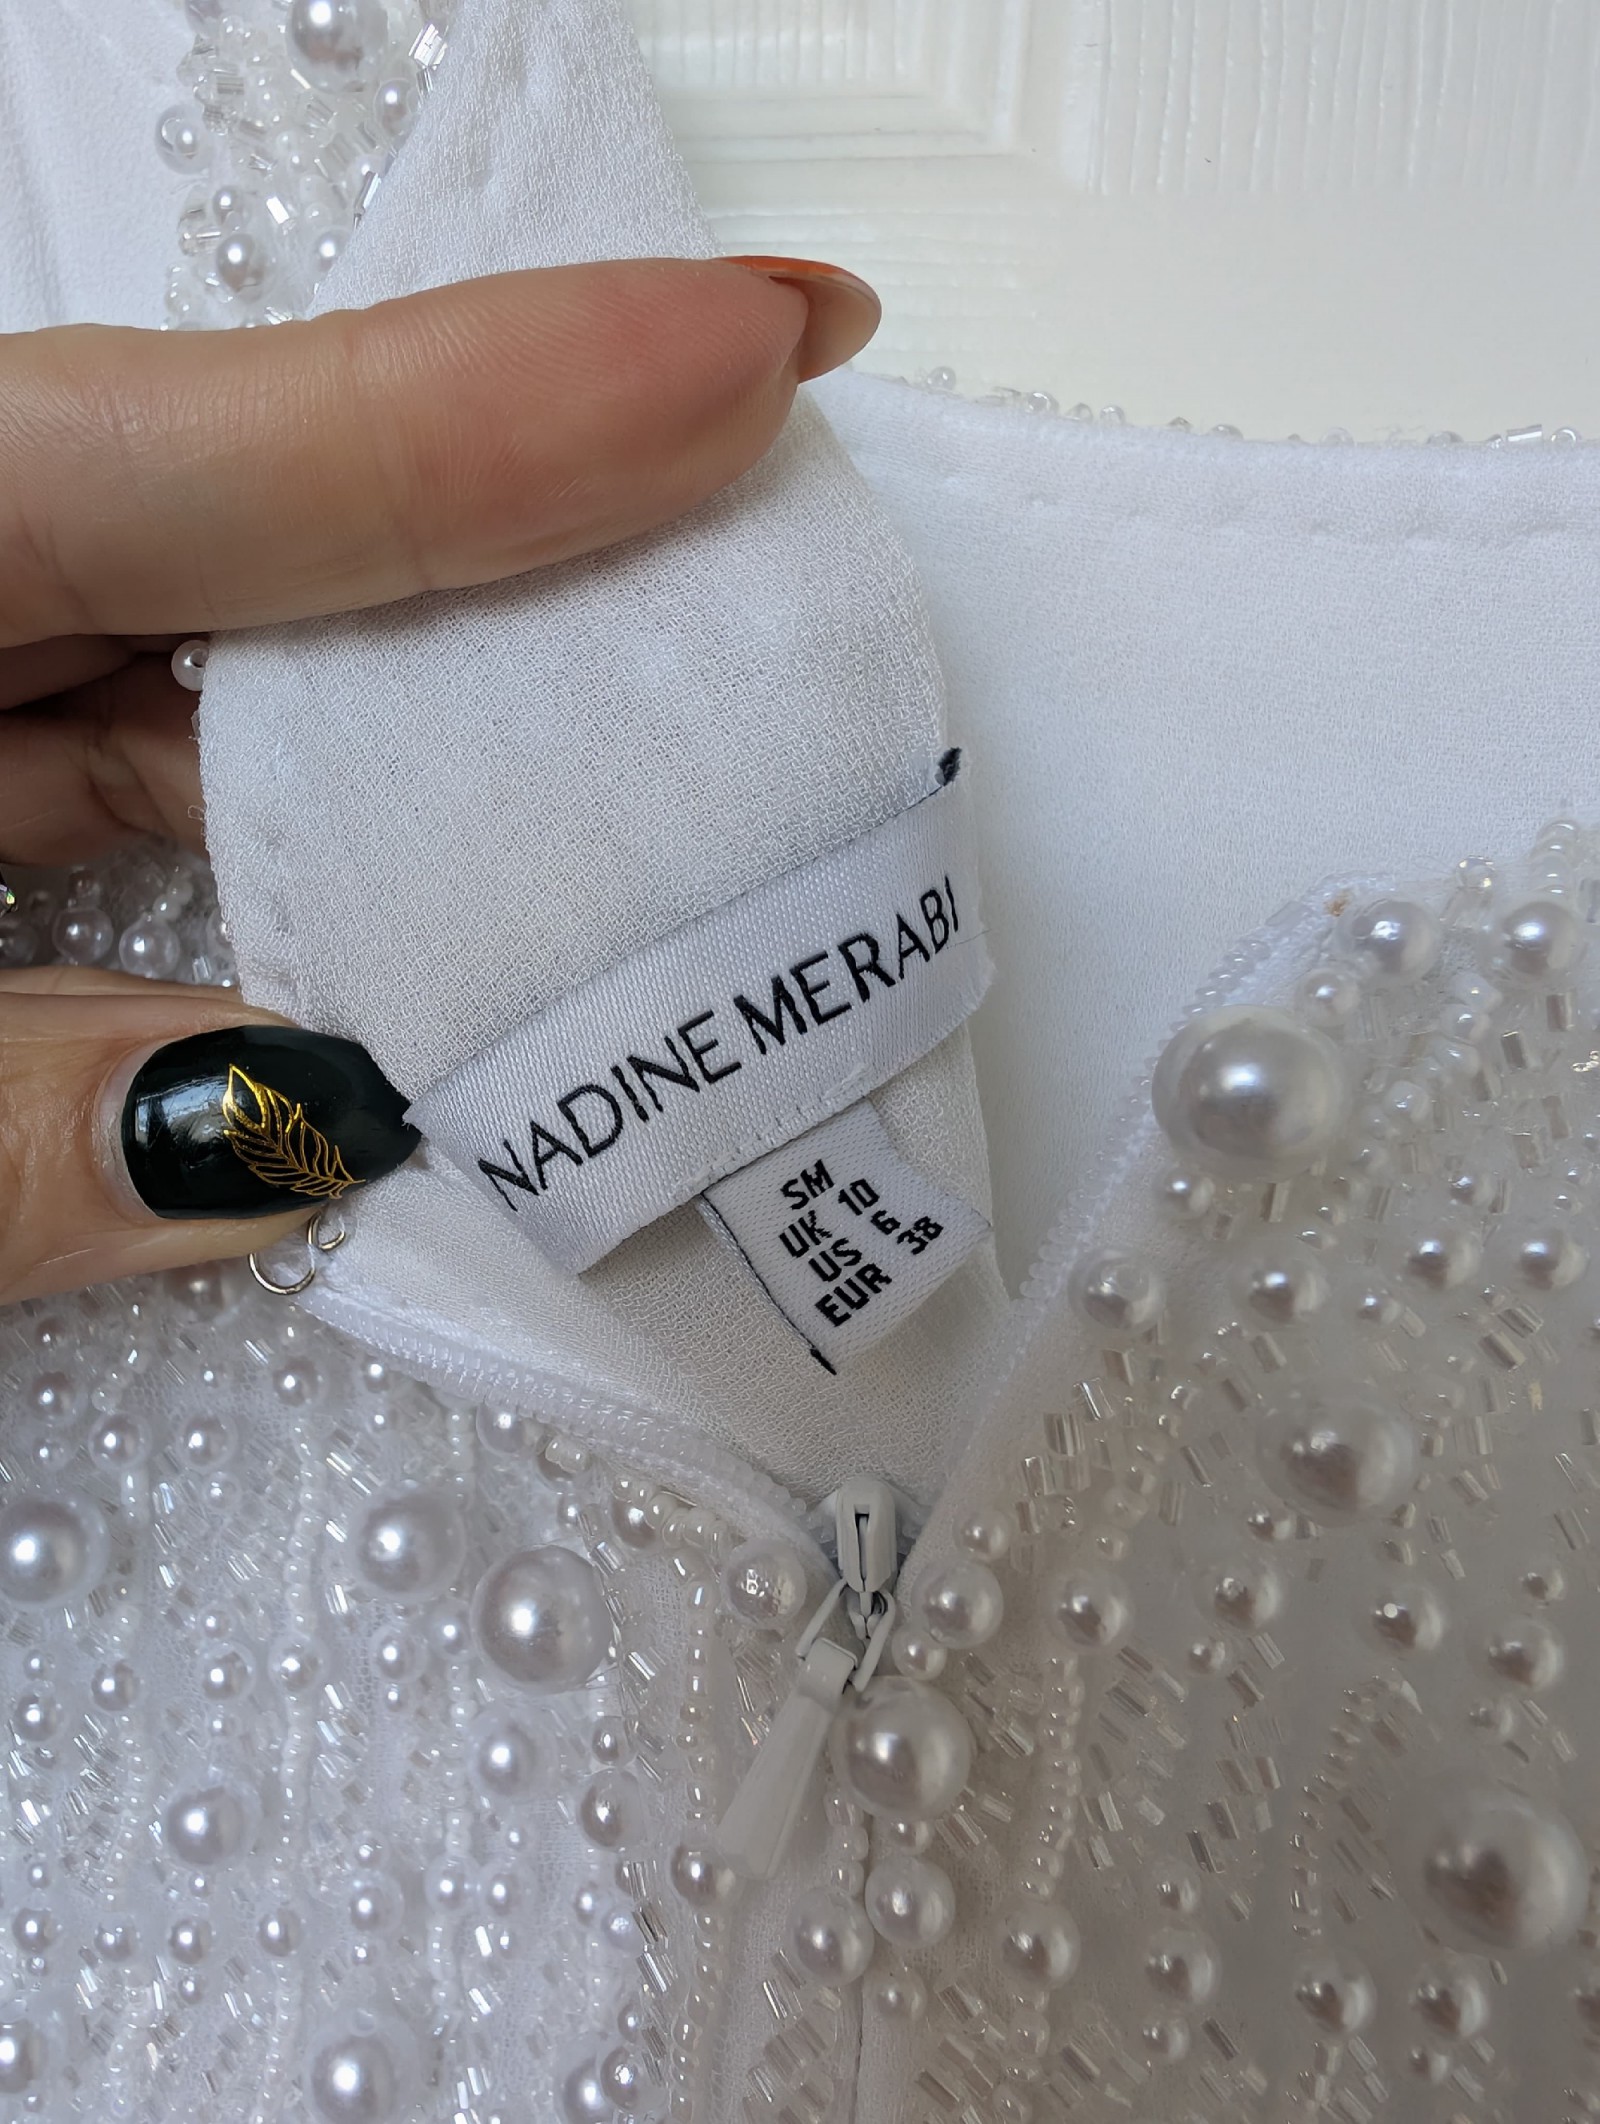 NADINE MERABI
SM
UK 10
US 6
EUR 38